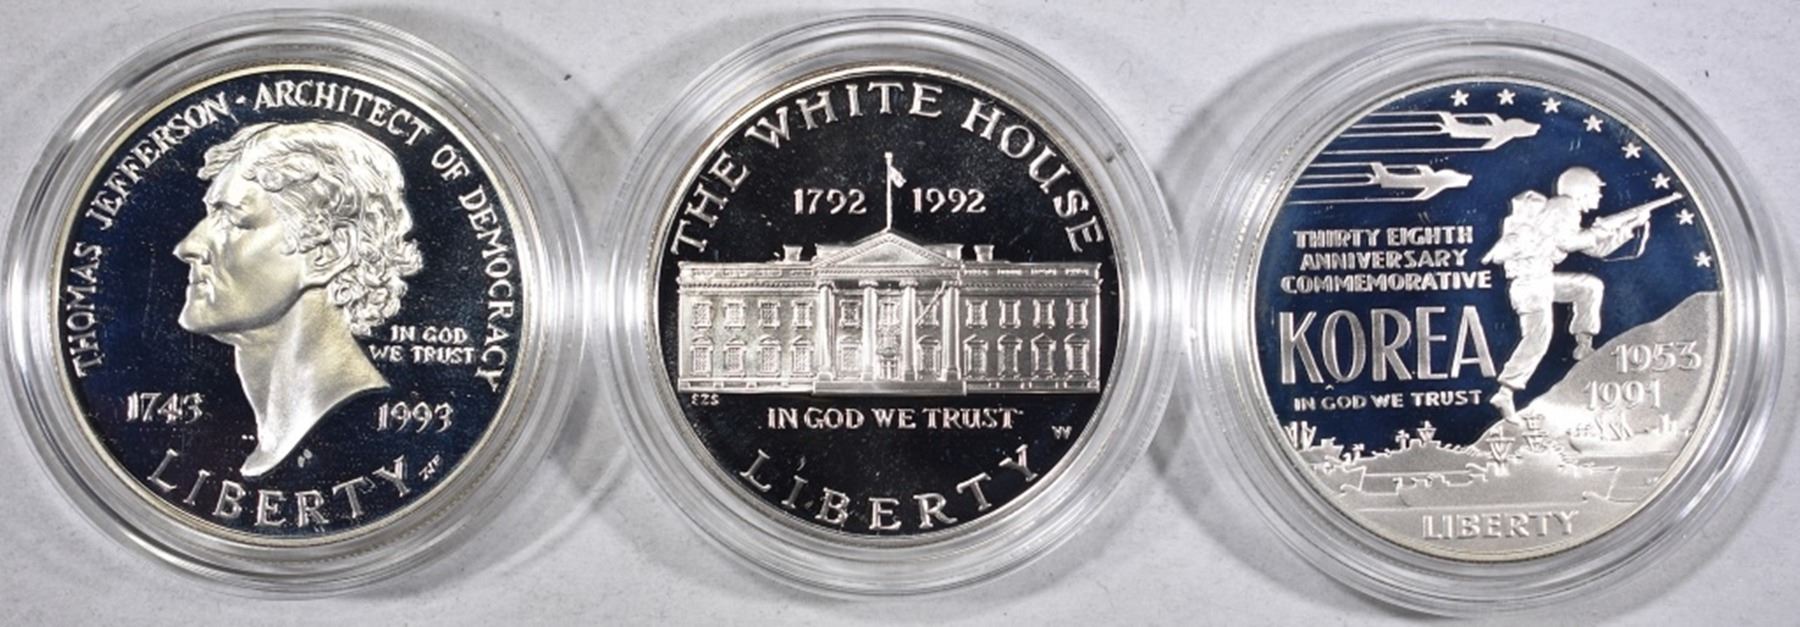 THOMAS JEFFERSON · ARCHITECT OF DEMOCRACY
IN GOD
WE TRUST
1743 1993
LIBERTY
THE WHITE HOUSE
1792 1992
IN GOD WE TRUST
W
LIBERTY
THIRTY EIGHTH
ANNIVERSARY
COMMEMORATIVE
KOREA
IN GOD WE TRUST
1953
1991
LIBERTY